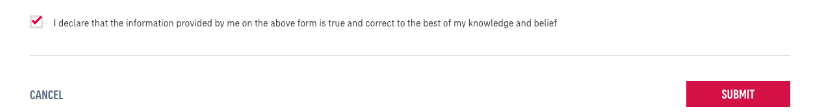 I declare that the information provided by me on the above form is true and correct to the best of my knowledge and belief
CANCEL
SUBMIT